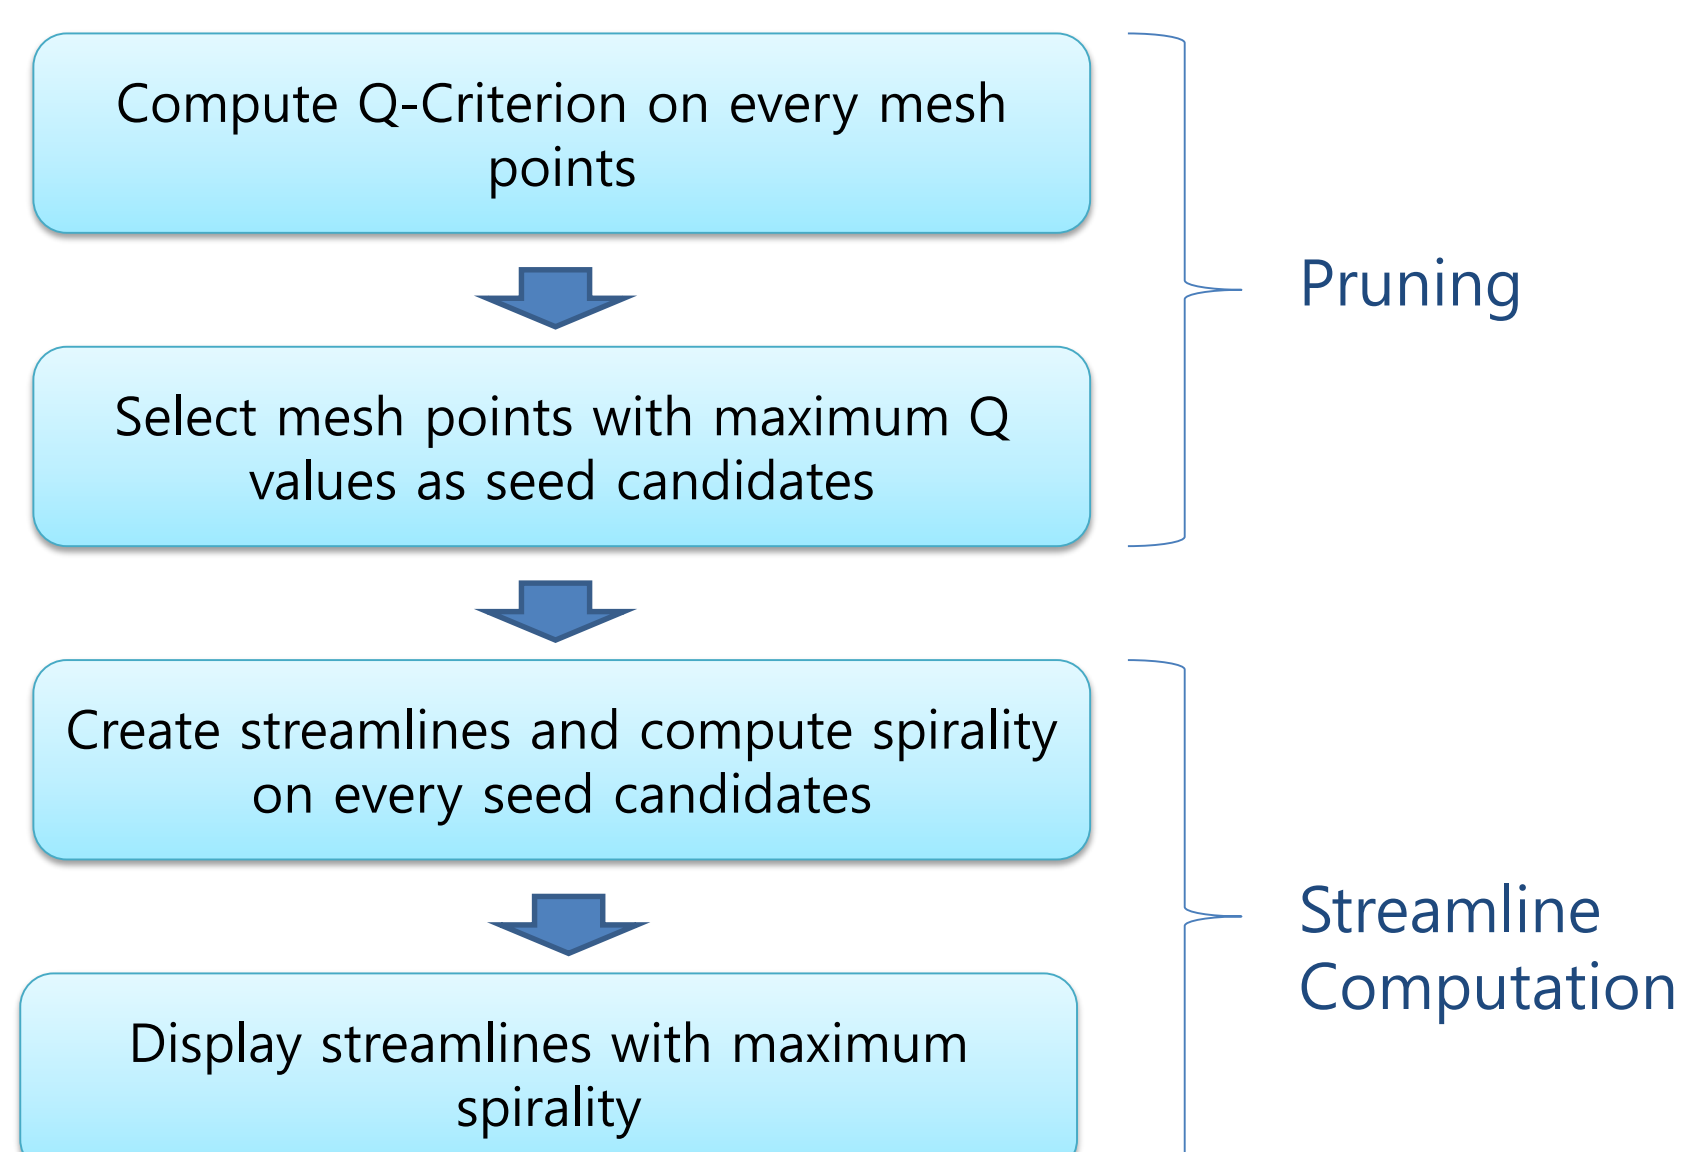 Compute Q-Criterion on every mesh
points
Pruning
Select mesh points with maximum Q
values as seed candidates
Create streamlines and compute spirality
on every seed candidates
Streamline
Computation
Display streamlines with maximum
spirality